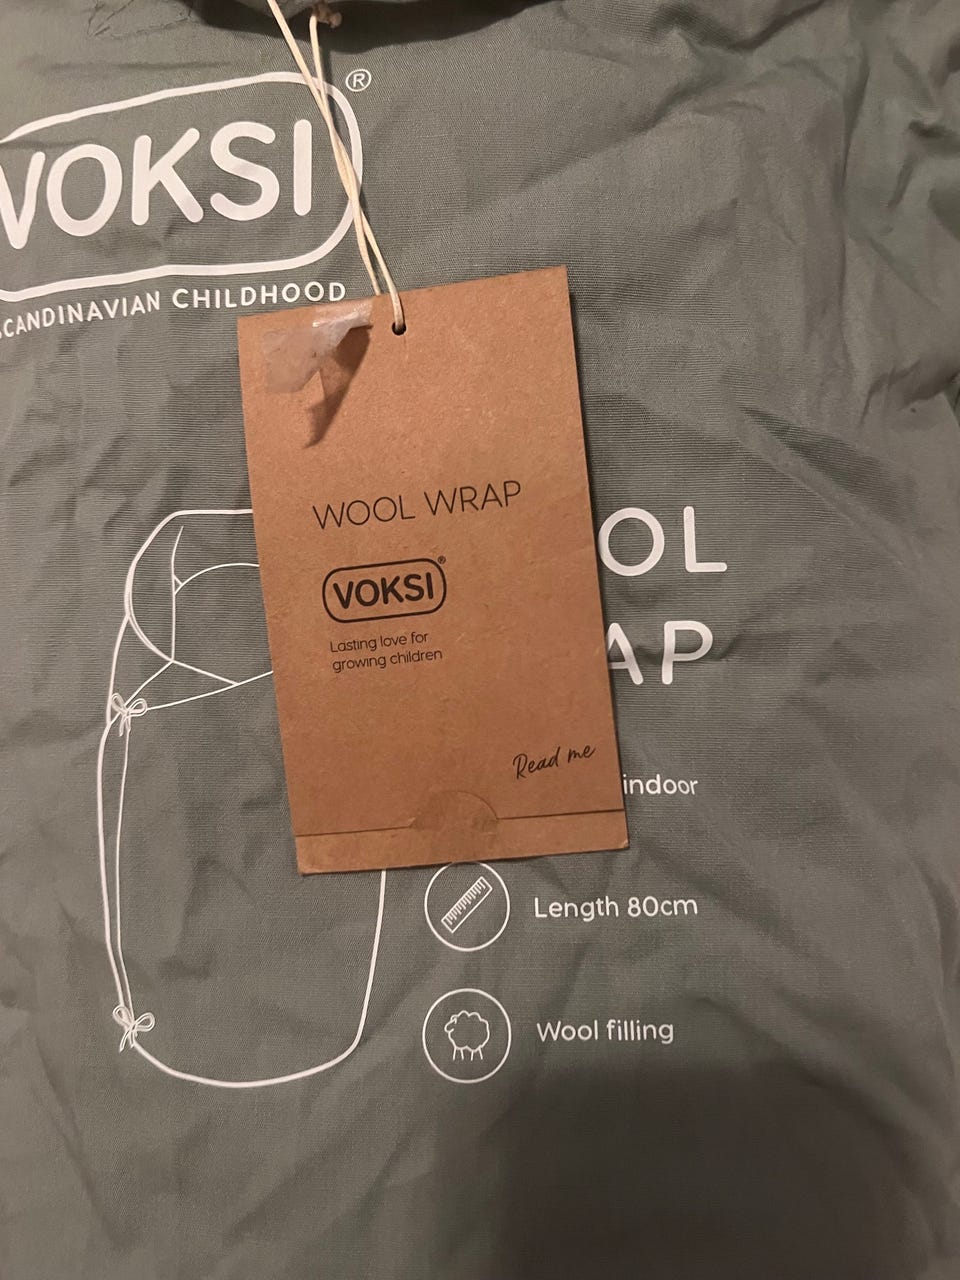 VOKSI
®
SCANDINAVIAN CHILDHOOD
WOOL WRAP
VOKSI®
Lasting love for
growing children
Read me
OL
AP
indoor
Length 80cm
Wool filling